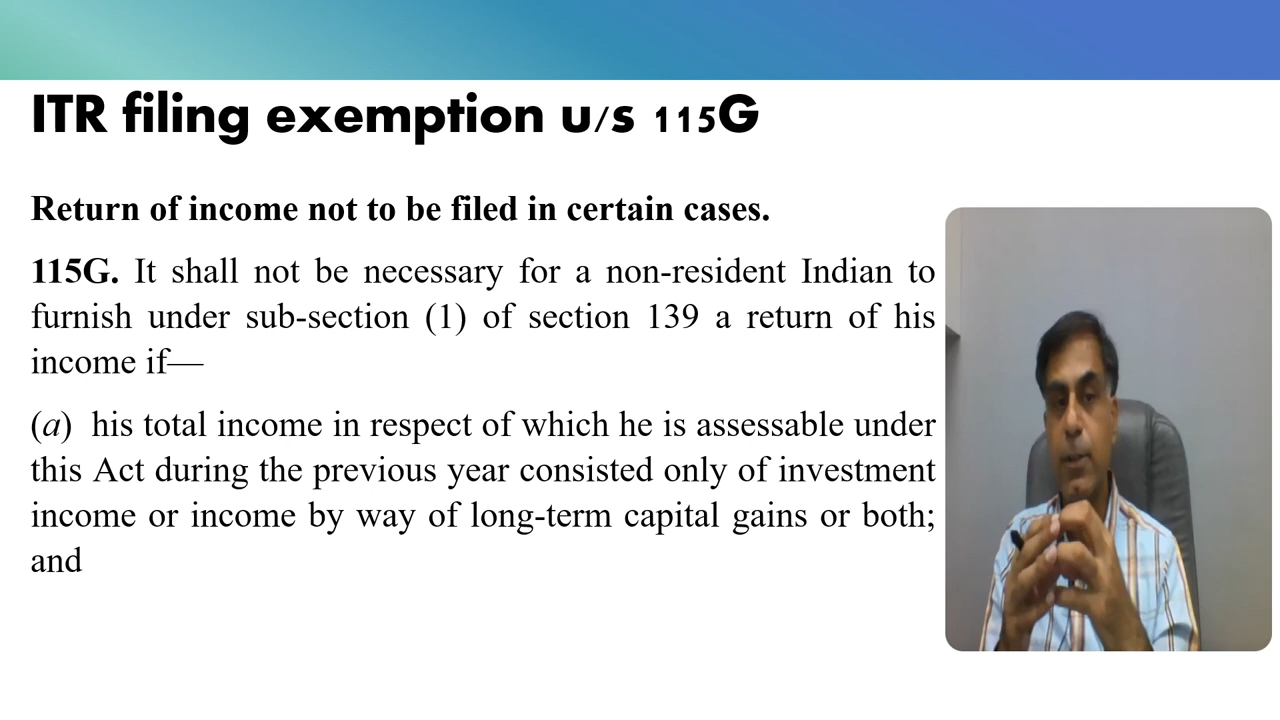 ITR filing exemption u/s 115G
Return of income not to be filed in certain cases.
115G. It shall not be necessary for a non-resident Indian to
furnish under sub-section (1) of section 139 a return of his
income if—
(a) his total income in respect of which he is assessable under
this Act during the previous year consisted only of investment
income or income by way of long-term capital gains or both;
and